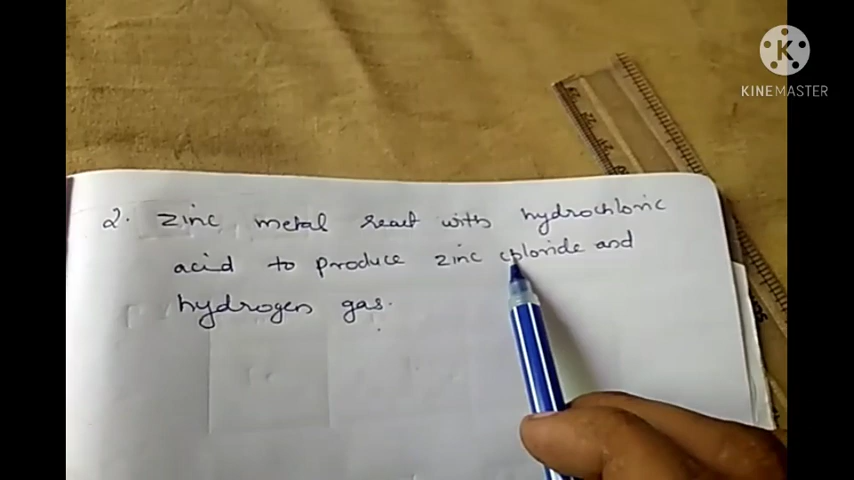 K
KINEMASTER
2. Zinc metal react with hydrochloric
acid to produce zinc chloride and
hydrogen gas.